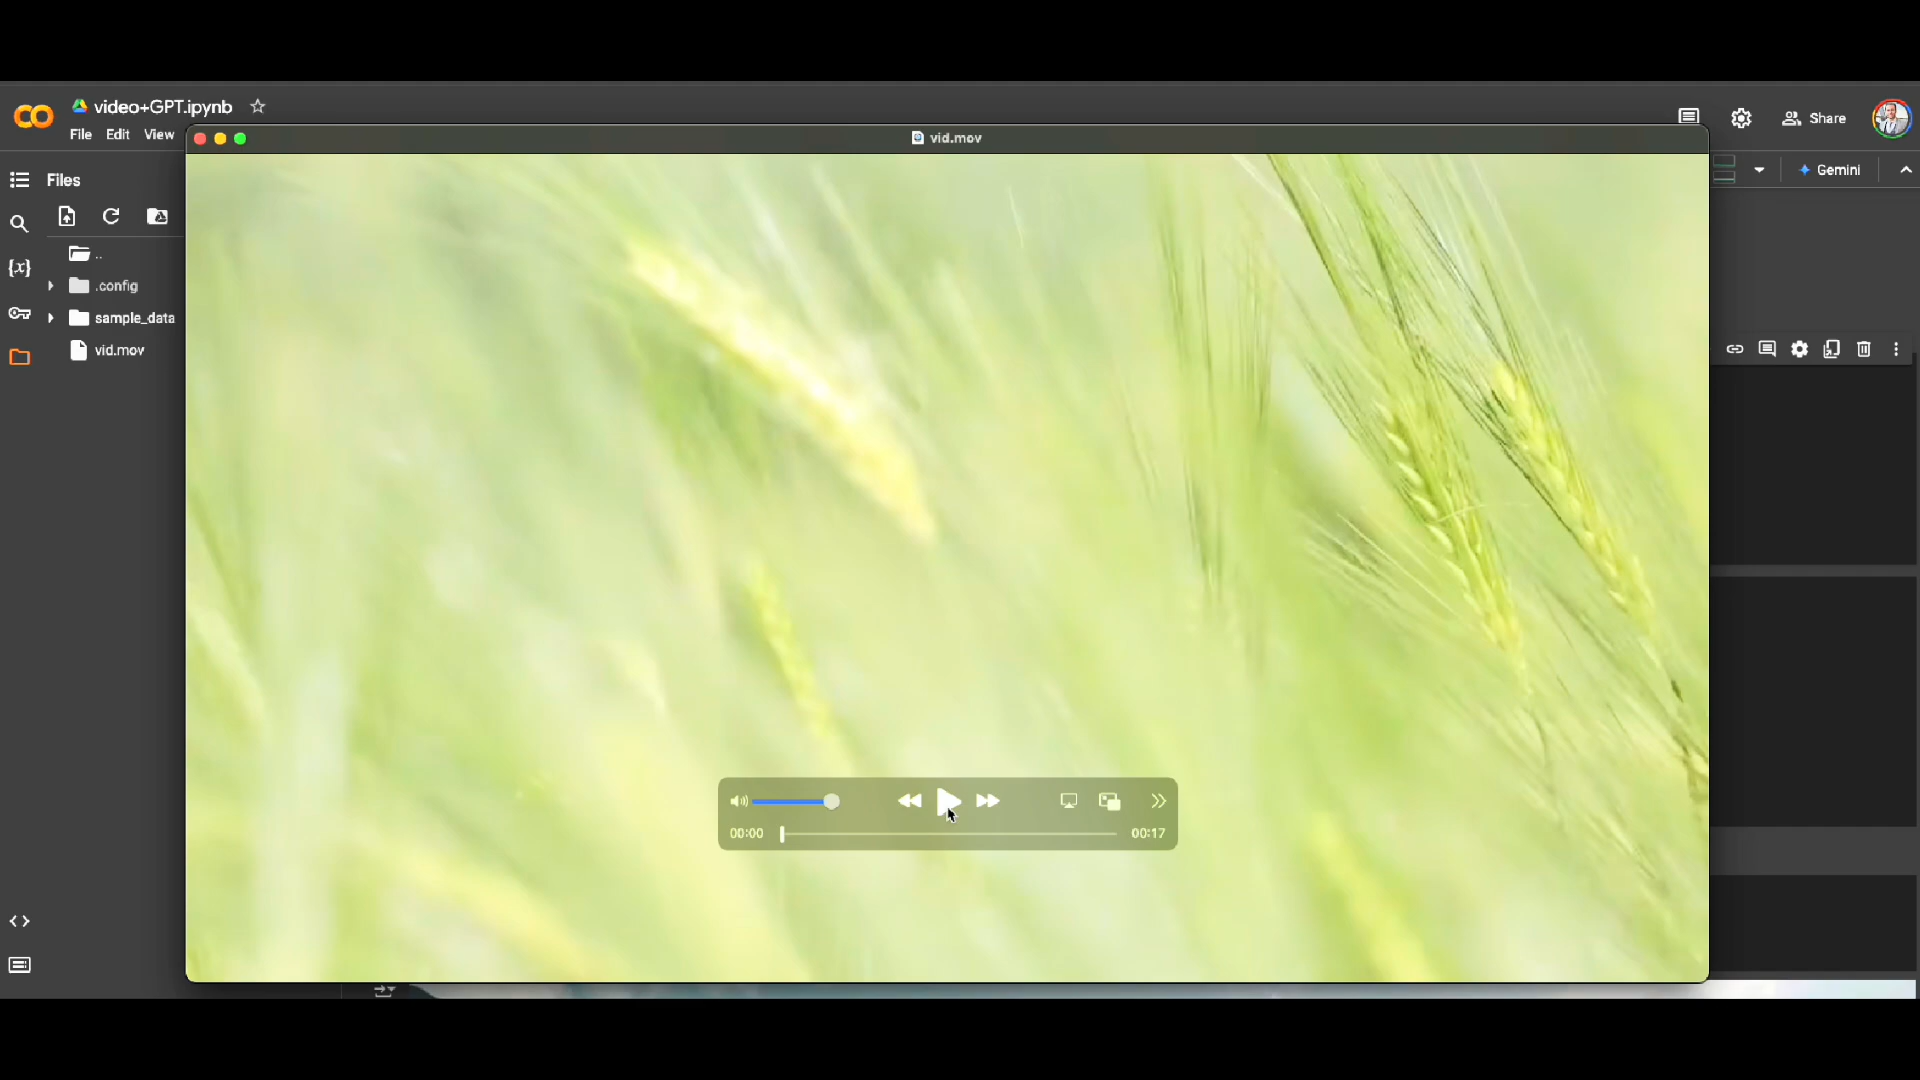 video+GPT.ipynb
File Edit View
Share
vid.mov
Files
Gemini
..
{x}
.config
sample_data
vid.mov
00:00
00:17